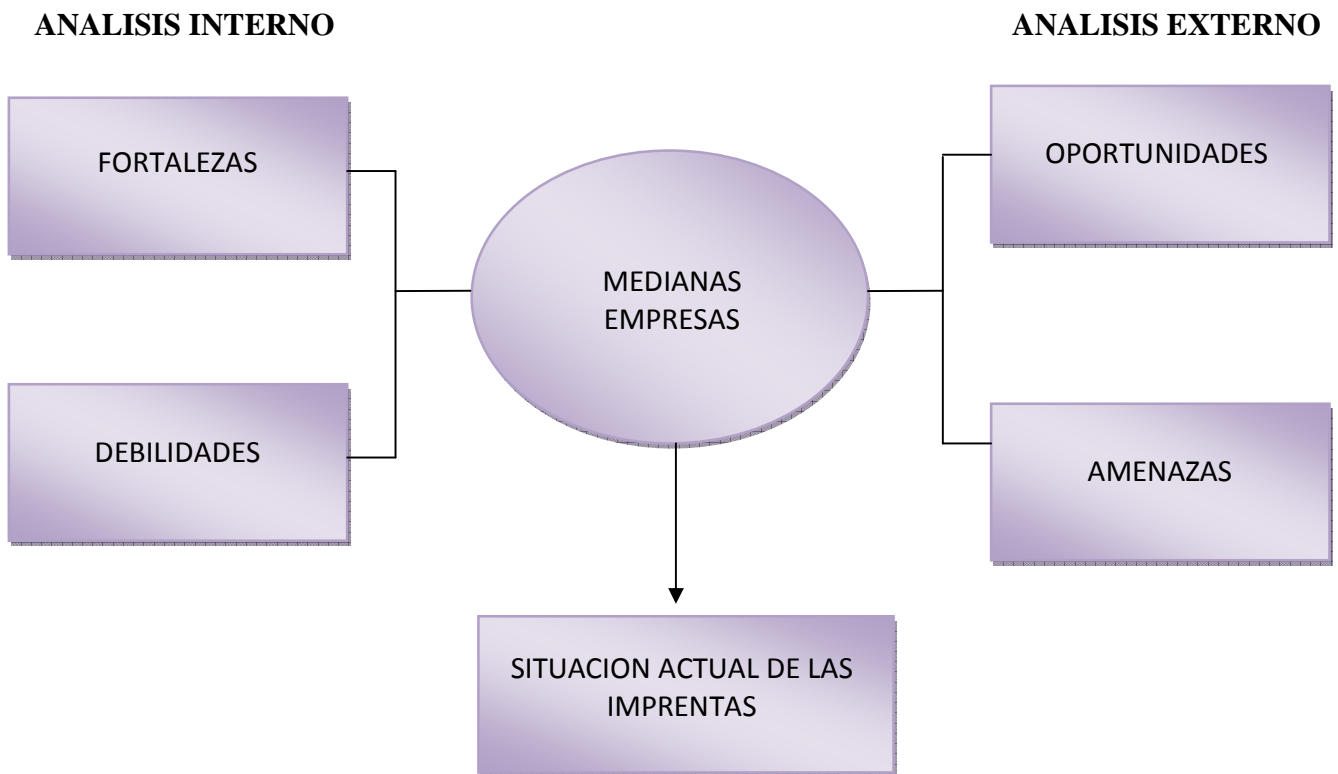 ANALISIS INTERNO
ANALISIS EXTERNO
FORTALEZAS
OPORTUNIDADES
MEDIANAS
EMPRESAS
DEBILIDADES
AMENAZAS
SITUACION ACTUAL DE LAS
IMPRENTAS